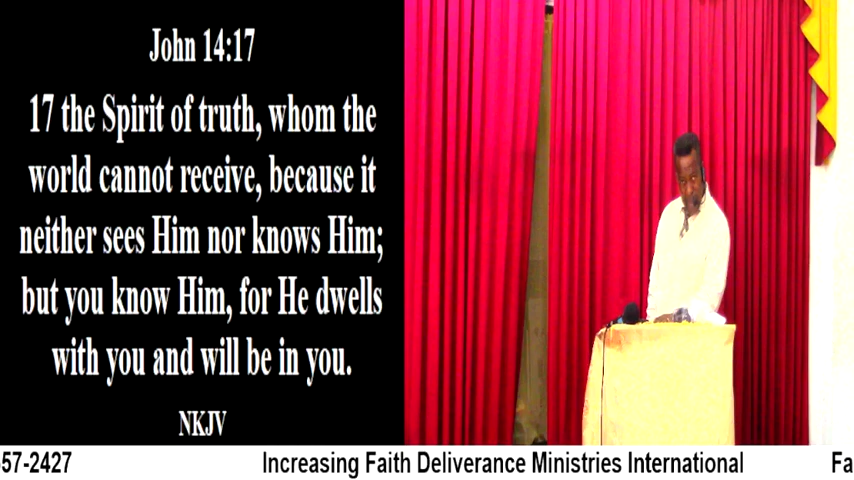 John 14:17
17 the Spirit of truth, whom the
world cannot receive, because it
neither sees Him nor knows Him;
but you know Him, for He dwells
with you and will be in you.
NKJV
57-2427 Increasing Faith Deliverance Ministries International Fa